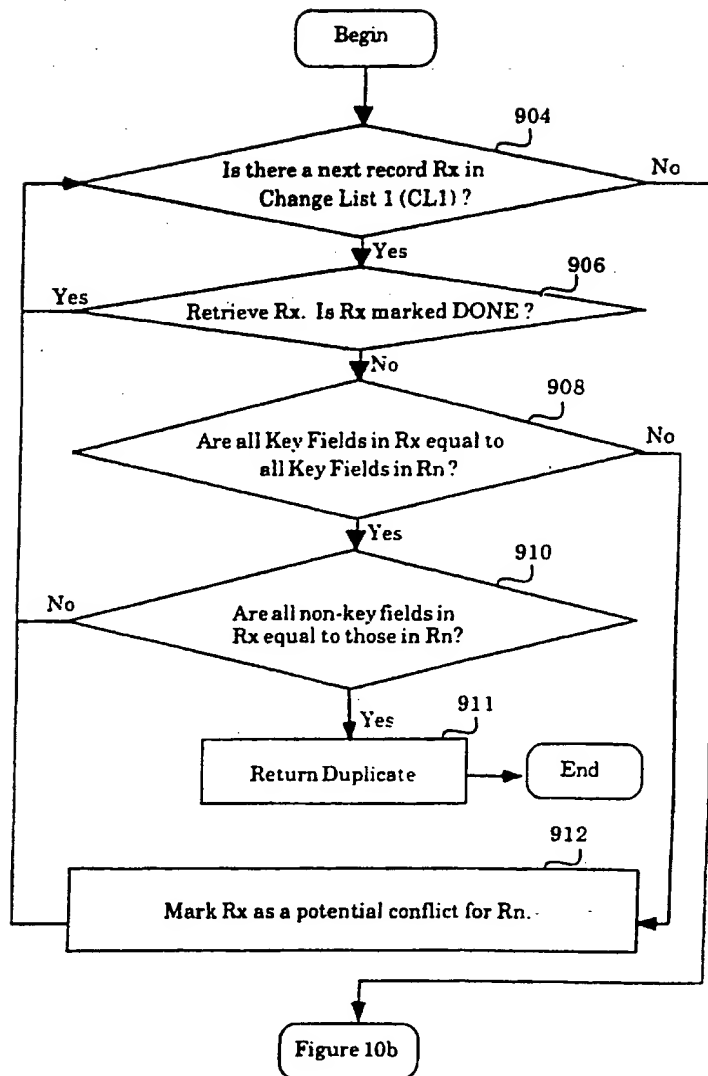 Begin
904
Is there a next record Rx in
Change List 1 (CL1) ?
No
Yes
906
Yes
Retrieve Rx. Is Rx marked DONE ?
No
908
Are all Key Fields in Rx equal to
all Key Fields in Rn ?
No
Yes
910
No
Are all non-key fields in
Rx equal to those in Rn?
Yes
911
Return Duplicate
End
912
Mark Rx as a potential conflict for Rn.
Figure 10b